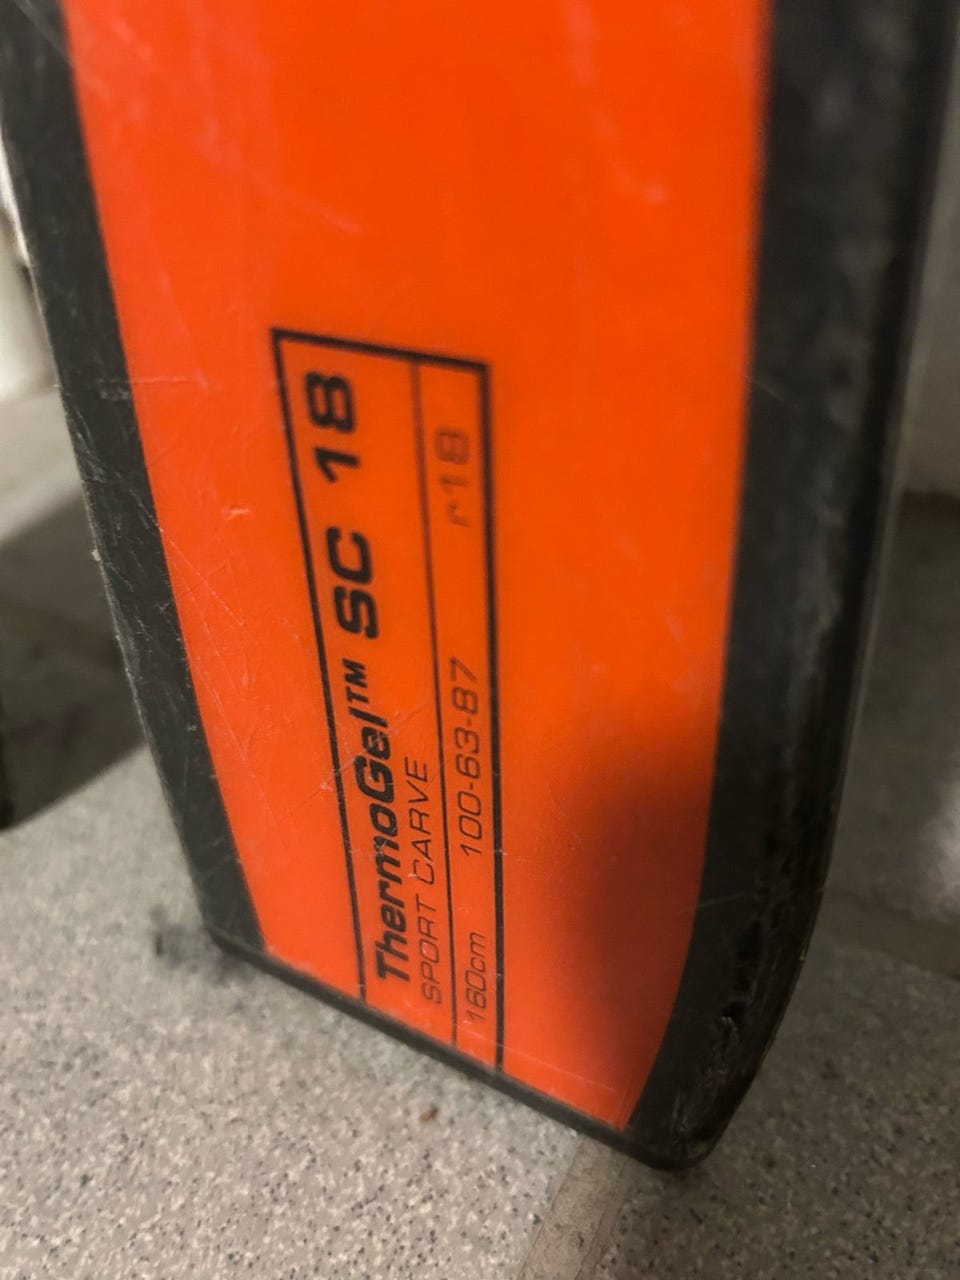 ThermoGel™ SC 18
SPORT CARVE
160cm 100-63-87 r18